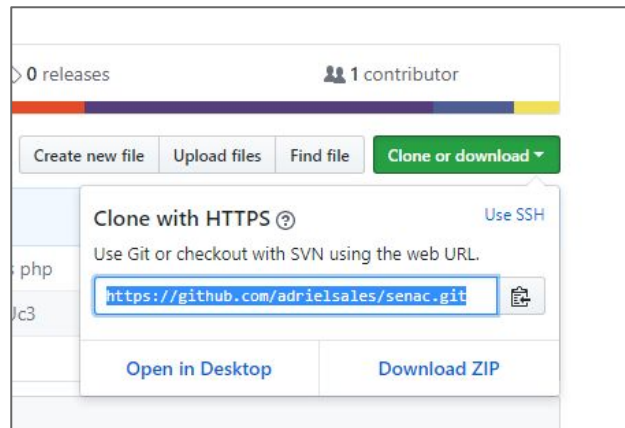 0 releases
1 contributor
Create new file
Upload files
Find file
Clone or download
Clone with HTTPS
Use SSH
Use Git or checkout with SVN using the web URL.
php
https://github.com/adrielsales/senac.git
Jc3
Open in Desktop
Download ZIP